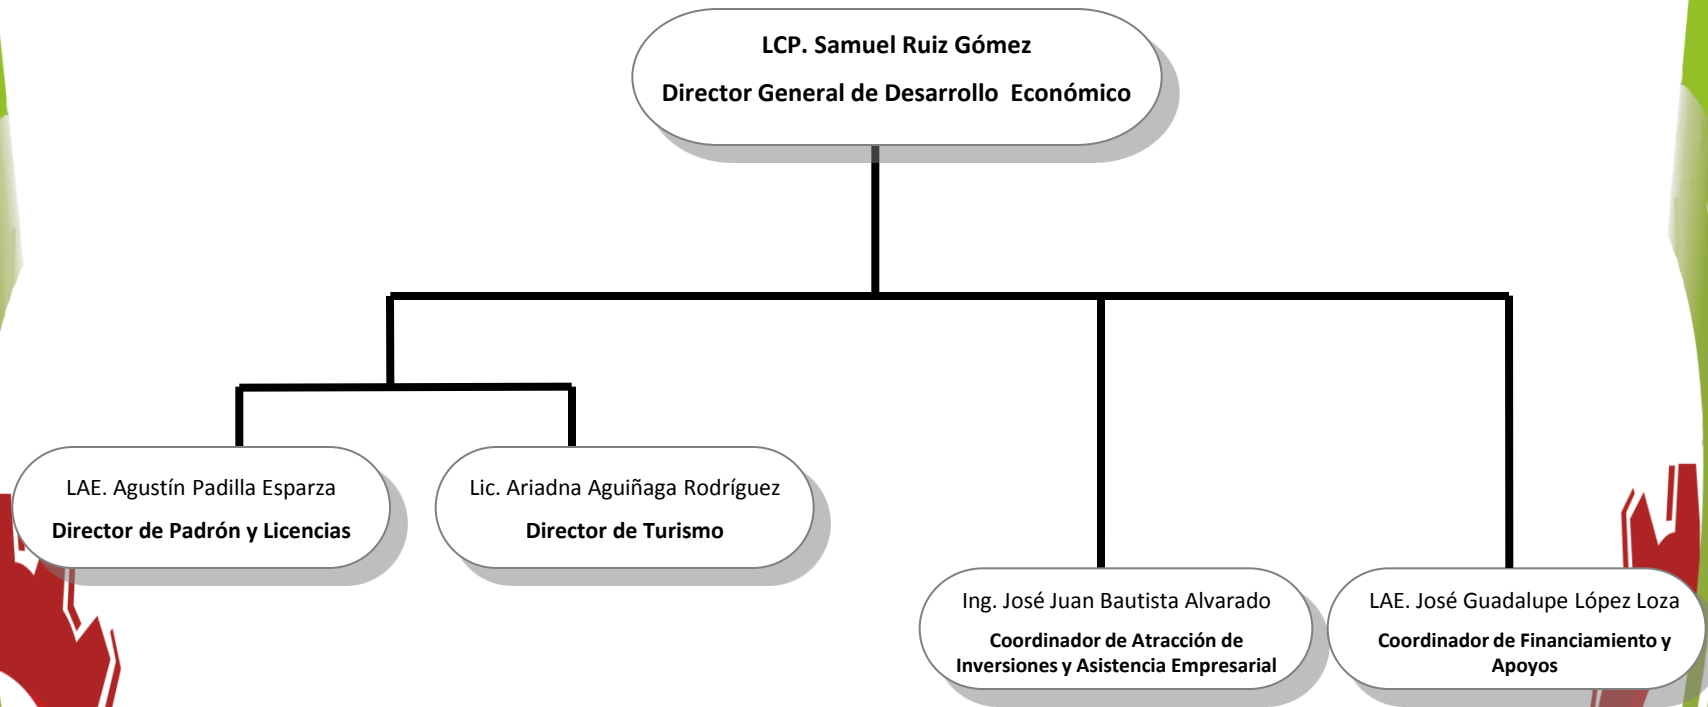 LCP. Samuel Ruiz Gómez
Director General de Desarrollo Económico
LAE. Agustín Padilla Esparza
Director de Padrón y Licencias
Lic. Ariadna Aguiñaga Rodríguez
Director de Turismo
Ing. José Juan Bautista Alvarado
Coordinador de Atracción de
Inversiones y Asistencia Empresarial
LAE. José Guadalupe López Loza
Coordinador de Financiamiento y
Apoyos